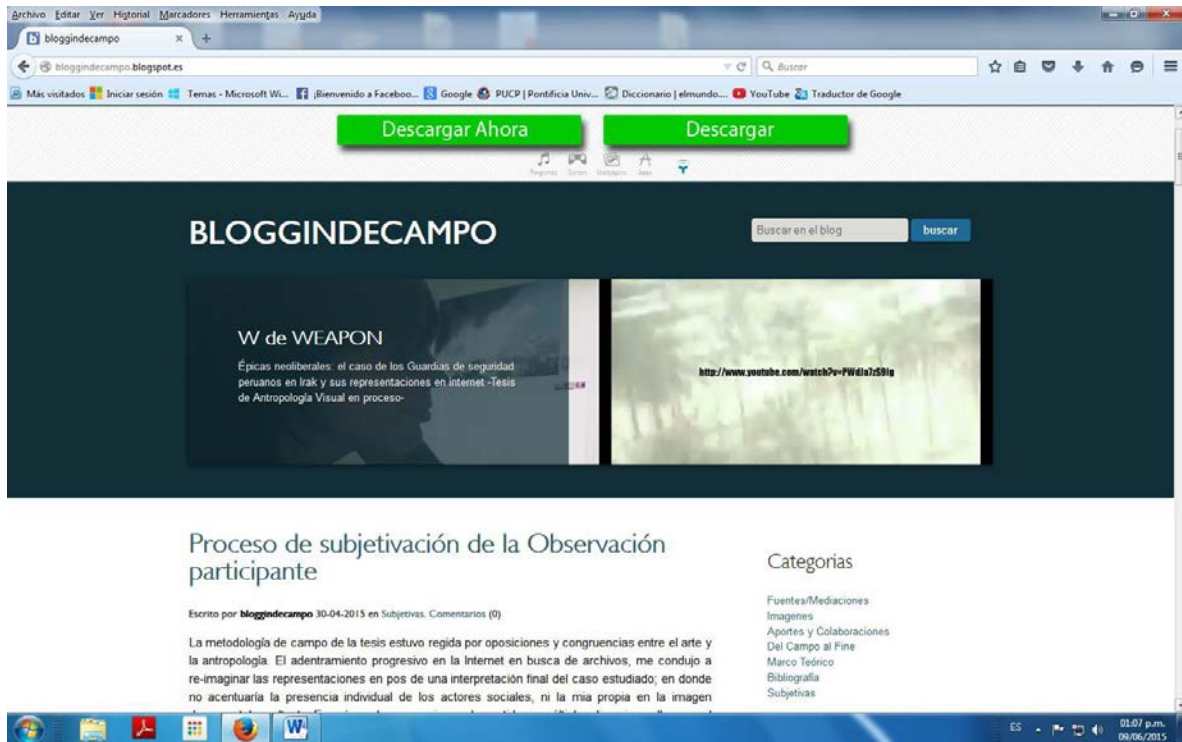 Archivo Editar Ver Historial Marcadores Herramientas Ayuda
bloggindecampo × +
bloggindecampo.blogspot.es
Buscar
Más visitados Iniciar sesión Temas - Microsoft Wi... ¡Bienvenido a Faceboo... Google PUCP | Pontificia Univ... Diccionario | elmundo.... YouTube Traductor de Google
Descargar Ahora Descargar
Ringtones Games Wallpapers Apps
BLOGGINDECAMPO
Buscar en el blog buscar
W de WEAPON
Épicas neoliberales: el caso de los Guardias de seguridad
peruanos en Irak y sus representaciones en internet -Tesis
de Antropología Visual en proceso-
Proceso de subjetivación de la Observación
participante
Escrito por bloggindecampo 30-04-2015 en Subjetivas. Comentarios (0)
La metodología de campo de la tesis estuvo regida por oposiciones y congruencias entre el arte y
la antropología. El adentramiento progresivo en la Internet en busca de archivos, me condujo a
re-imaginar las representaciones en pos de una interpretación final del caso estudiado; en donde
no acentuaría la presencia individual de los actores sociales, ni la mia propia en la imagen
Categorias
Fuentes/Mediaciones
Imagenes
Aportes y Colaboraciones
Del Campo al Fine
Marco Teórico
Bibliografía
Subjetivas
ES
01:07 p.m.
09/06/2015